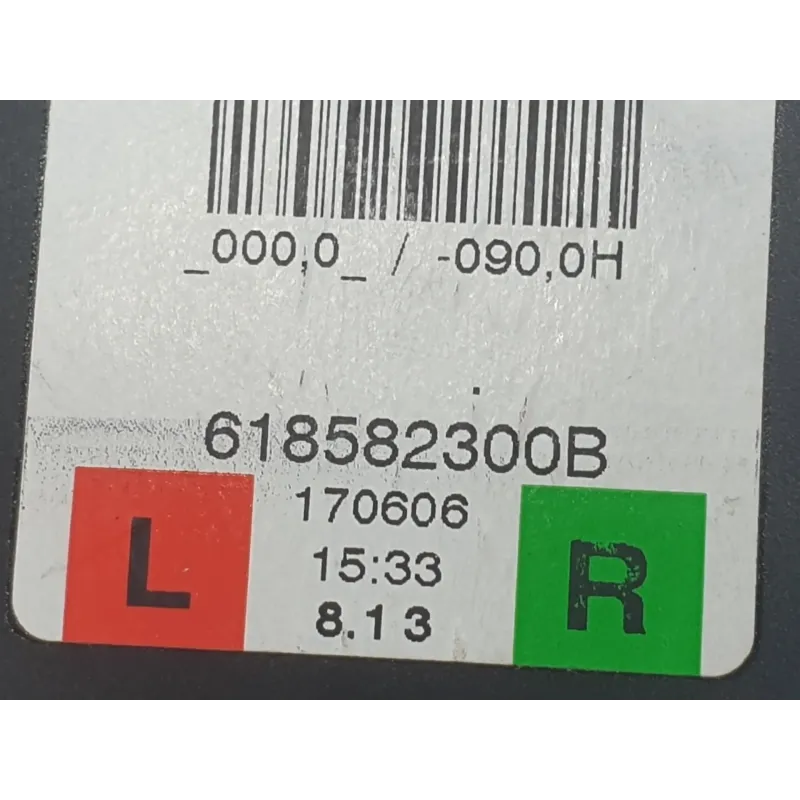 _000,0_ / -090,0H
618582300B
170606
L 15:33 R
8.13